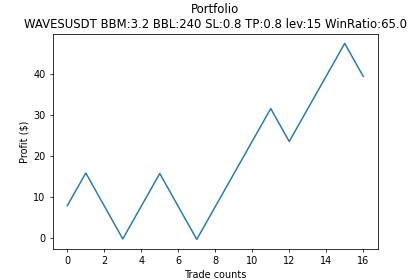 Portfolio
WAVESUSDT BBM:3.2 BBL:240 SL:0.8 TP:0.8 lev:15 WinRatio:65.0
Profit ($)
40
30
20
10
0
0 2 4 6 8 10 12 14 16
Trade counts